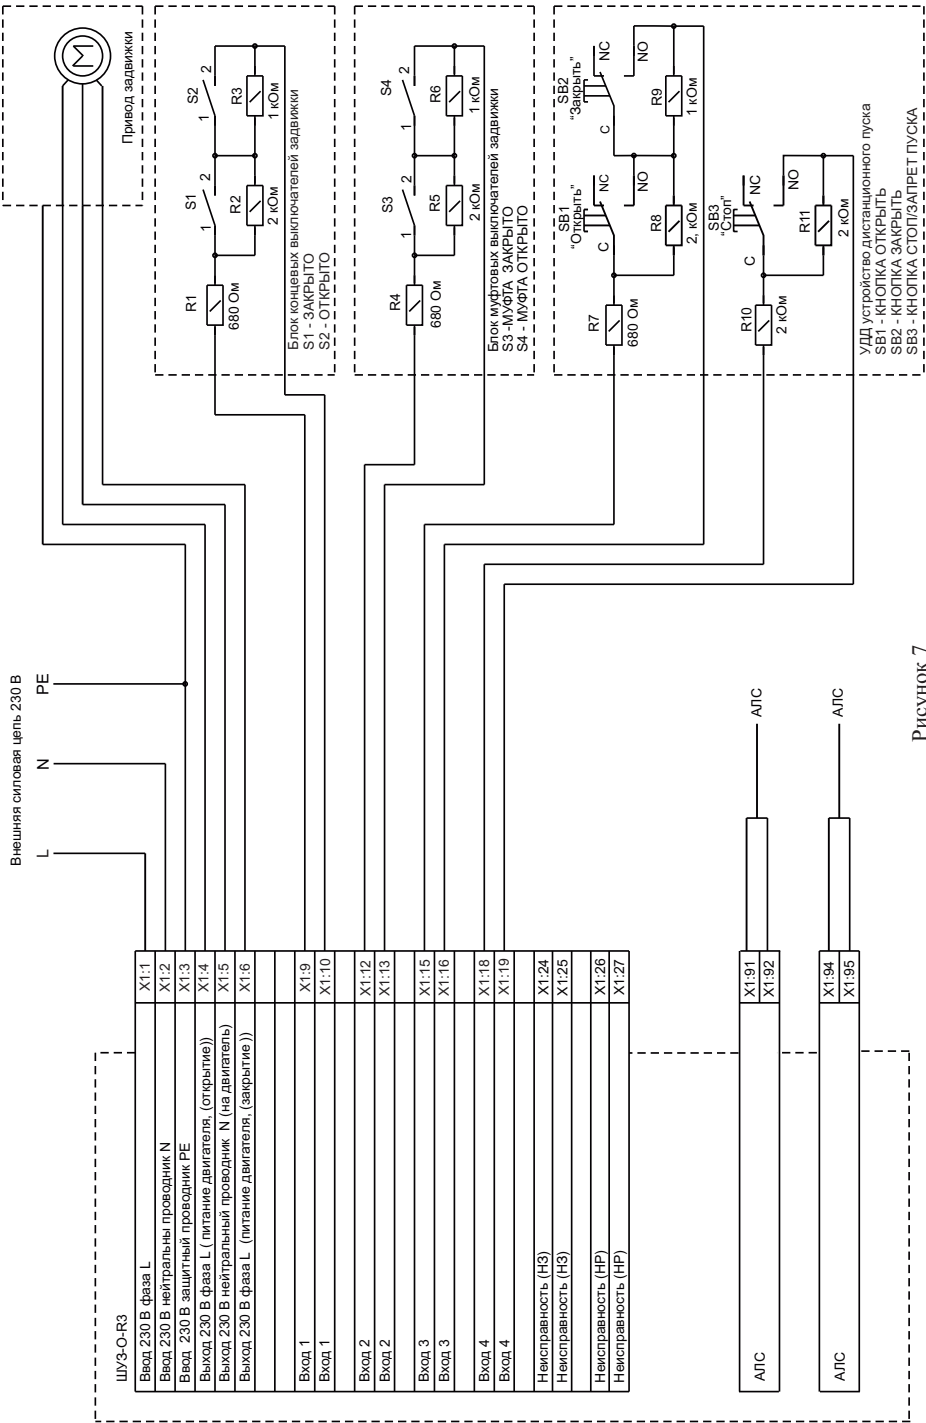 Внешняя силовая цепь 230 В
L
N
PE
ШУЗ-О-R3
Ввод 230 В фаза L
X1:1
Ввод 230 В нейтральны проводник N
X1:2
Ввод 230 В защитный проводник PE
X1:3
Выход 230 В фаза L ( питание двигателя, (открытие))
X1:4
Выход 230 В нейтральный проводник N (на двигатель)
X1:5
Выход 230 В фаза L (питание двигателя, (закрытие ))
X1:6
Вход 1
X1:9
Вход 1
X1:10
Вход 2
X1:12
Вход 2
X1:13
Вход 3
X1:15
Вход 3
X1:16
Вход 4
X1:18
Вход 4
X1:19
Неисправность (НЗ)
X1:24
Неисправность (НЗ)
X1:25
Неисправность (НР)
X1:26
Неисправность (НР)
X1:27
АЛС
X1:91
X1:92
АЛС
АЛС
X1:94
X1:95
АЛС
M
Привод задвижки
R1
680 Ом
S1
1
2
R2
2 кОм
S2
1
2
R3
1 кОм
Блок концевых выключателей задвижки
S1 - ЗАКРЫТО
S2 - ОТКРЫТО
R4
680 Ом
S3
1
2
R5
2 кОм
S4
1
2
R6
1 кОм
Блок муфтовых выключателей задвижки
S3 - МУФТА ЗАКРЫТО
S4 - МУФТА ОТКРЫТО
R7
680 Ом
SB1
"Открыть"
C
NC
NO
R8
2, кОм
SB2
"Закрыть"
C
NC
NO
R9
1 кОм
R10
2 кОм
SB3
"Стоп"
C
NC
NO
R11
2 кОм
УДД устройство дистанционного пуска
SB1 - КНОПКА ОТКРЫТЬ
SB2 - КНОПКА ЗАКРЫТЬ
SB3 - КНОПКА СТОП/ЗАПРЕТ ПУСКА
Рисунок 7